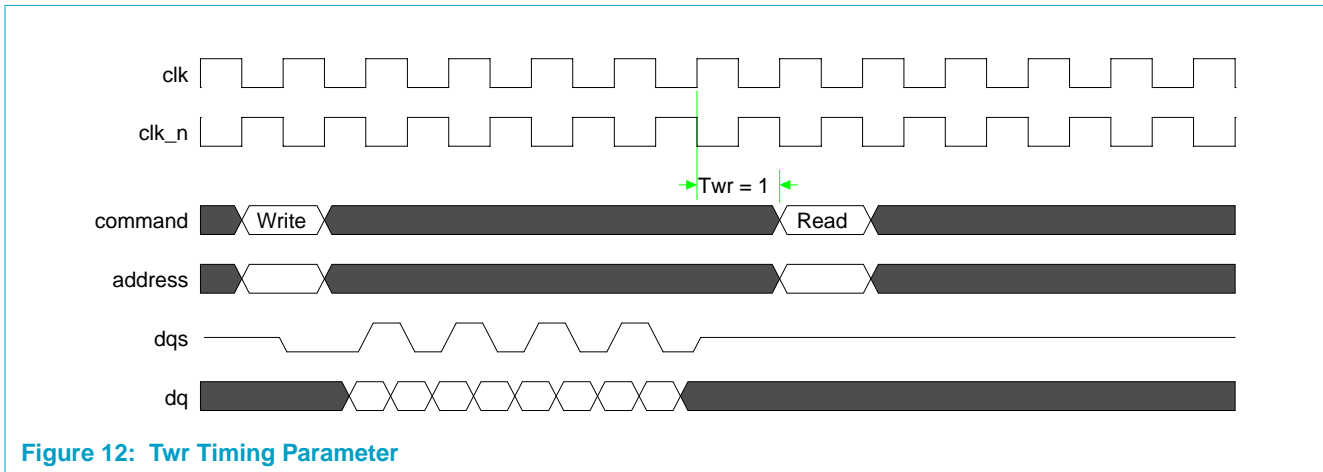 clk
clk_n
Twr = 1
command Write Read
address
dqs
dq
Figure 12: Twr Timing Parameter